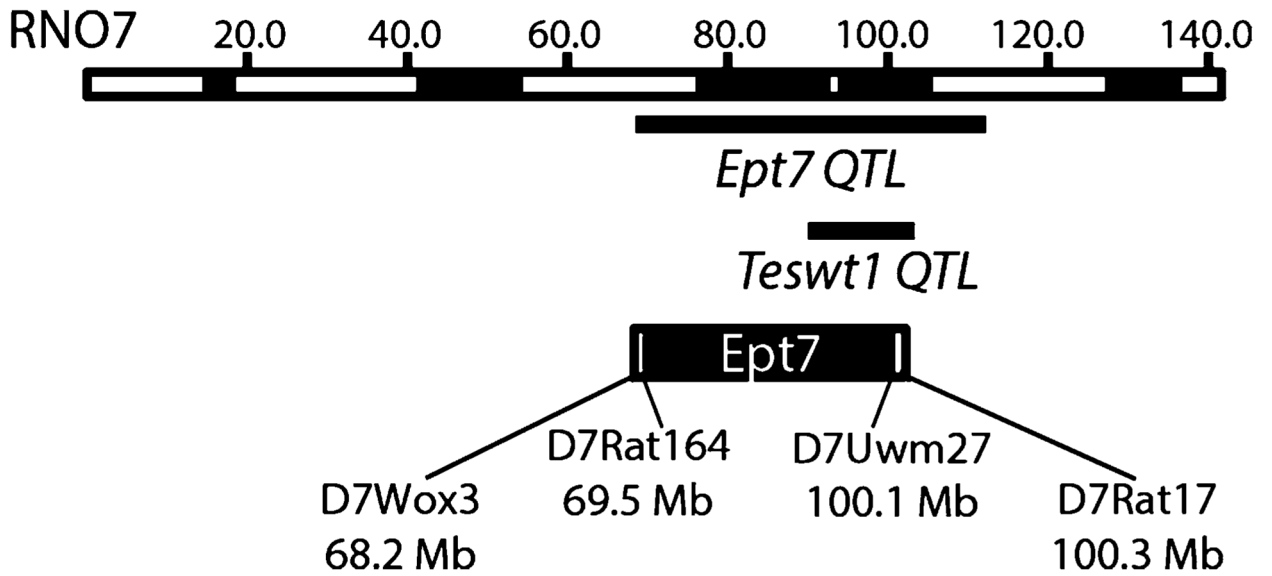 RNO7 20.0 40.0 60.0 80.0 100.0 120.0 140.0
Ept7 QTL
Teswt1 QTL
Ept7
D7Rat164 D7Uwm27
69.5 Mb 100.1 Mb
D7Wox3 D7Rat17
68.2 Mb 100.3 Mb